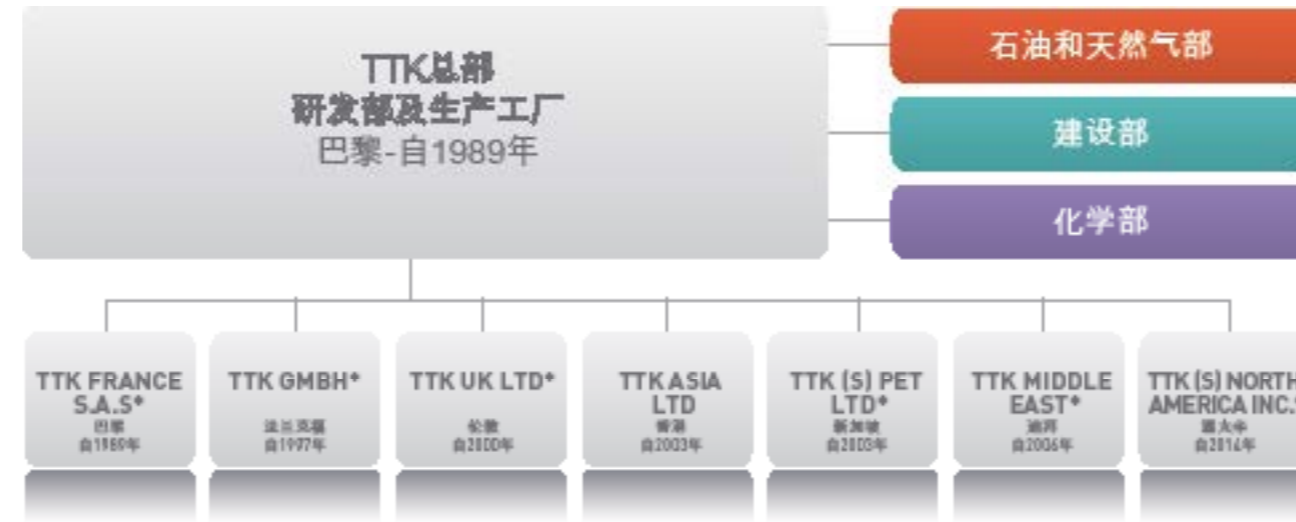 TTK总部
研发部及生产工厂
巴黎-自1989年
石油和天然气部
建设部
化学部
TTK FRANCE
S.A.S*
巴黎
自1989年
TTK GMBH*
法兰克福
自1997年
TTK UK LTD*
伦敦
自2000年
TTK ASIA
LTD
香港
自2003年
TTK (S) PET
LTD*
新加坡
自2003年
TTK MIDDLE
EAST*
迪拜
自2006年
TTK (S) NORTH
AMERICA INC.*
自2014年